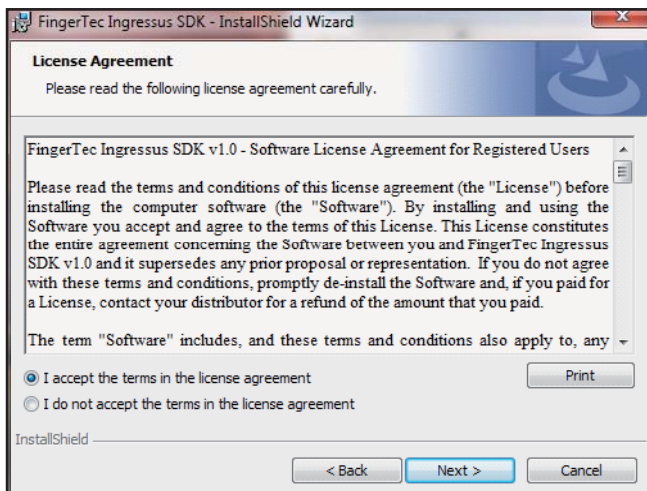 FingerTec Ingressus SDK - InstallShield Wizard
License Agreement
Please read the following license agreement carefully.
FingerTec Ingressus SDK v1.0 - Software License Agreement for Registered Users
Please read the terms and conditions of this license agreement (the "License") before
installing the computer software (the "Software"). By installing and using the
Software you accept and agree to the terms of this License. This License constitutes
the entire agreement concerning the Software between you and FingerTec Ingressus
SDK v1.0 and it supersedes any prior proposal or representation. If you do not agree
with these terms and conditions, promptly de-install the Software and, if you paid for
a License, contact your distributor for a refund of the amount that you paid.
The term "Software" includes, and these terms and conditions also apply to, any
I accept the terms in the license agreement
Print
I do not accept the terms in the license agreement
InstallShield
< Back
Next >
Cancel